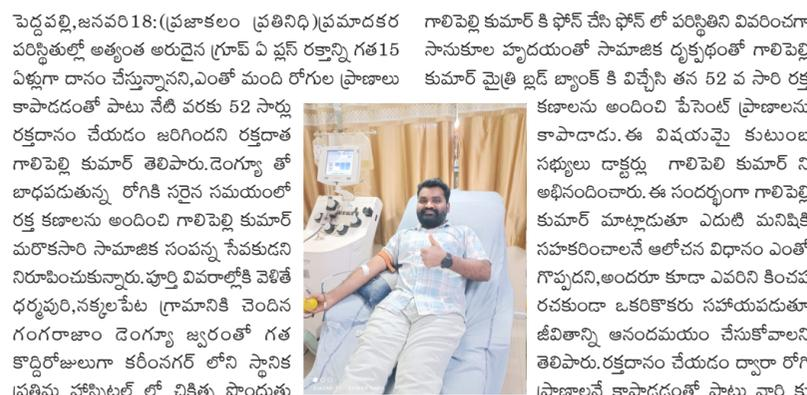 పెద్దపల్లి,జనవరి18:(ప్రజాకలం ప్రతినిధి)ప్రమాదకర
పరిస్థితుల్లో అత్యంత అరుదైన గ్రూప్ ఏ ప్లస్ రక్తాన్ని గత15
ఏళ్లుగా దానం చేస్తున్నానని,ఎంతో మంది రోగుల ప్రాణాలు
కాపాడడంతో పాటు నేటి వరకు 52 సార్లు
రక్తదానం చేయడం జరిగిందని రక్తదాత
గాలిపెల్లి కుమార్ తెలిపారు.డెంగ్యూ తో
బాధపడుతున్న రోగికి సరైన సమయంలో
రక్త కణాలను అందించి గాలిపెల్లి కుమార్
మరొకసారి సామాజిక సంపన్న సేవకుడని
నిరూపించుకున్నారు.పూర్తి వివరాల్లోకి వెళితే
ధర్మపురి,నక్కలపేట గ్రామానికి చెందిన
గంగరాజాం డెంగ్యూ జ్వరంతో గత
కొద్దిరోజులుగా కరీంనగర్ లోని స్థానిక
ప్రతిమ హాస్పిటల్ లో చికిత్స పొందుతు
గాలిపెల్లి కుమార్ కి ఫోన్ చేసి ఫోన్ లో పరిస్థితిని వివరించగా
సానుకూల హృదయంతో సామాజిక దృక్పథంతో గాలిపెల్లి
కుమార్ మైత్రి బ్లడ్ బ్యాంక్ కి విచ్చేసి తన 52 వ సారి రక్త
కణాలను అందించి పేసెంట్ ప్రాణాలను
కాపాడాడు.ఈ విషయమై కుటుంబ
సభ్యులు డాక్టర్లు గాలిపెలి కుమార్ ని
అభినందించారు.ఈ సందర్భంగా గాలిపెల్లి
కుమార్ మాట్లాడుతూ ఎదుటి మనిషికి
సహకరించాలనే ఆలోచన విధానం ఎంతో
గొప్పదని,అందరూ కూడా ఎవరిని కించప
రచకుండా ఒకరికొకరు సహాయపడుతూ
జీవితాన్ని ఆనందమయం చేసుకోవాలని
తెలిపారు.రక్తదానం చేయడం ద్వారా రోగి
ప్రాణాలనే కాపాడడంతో పాటు వారి కు